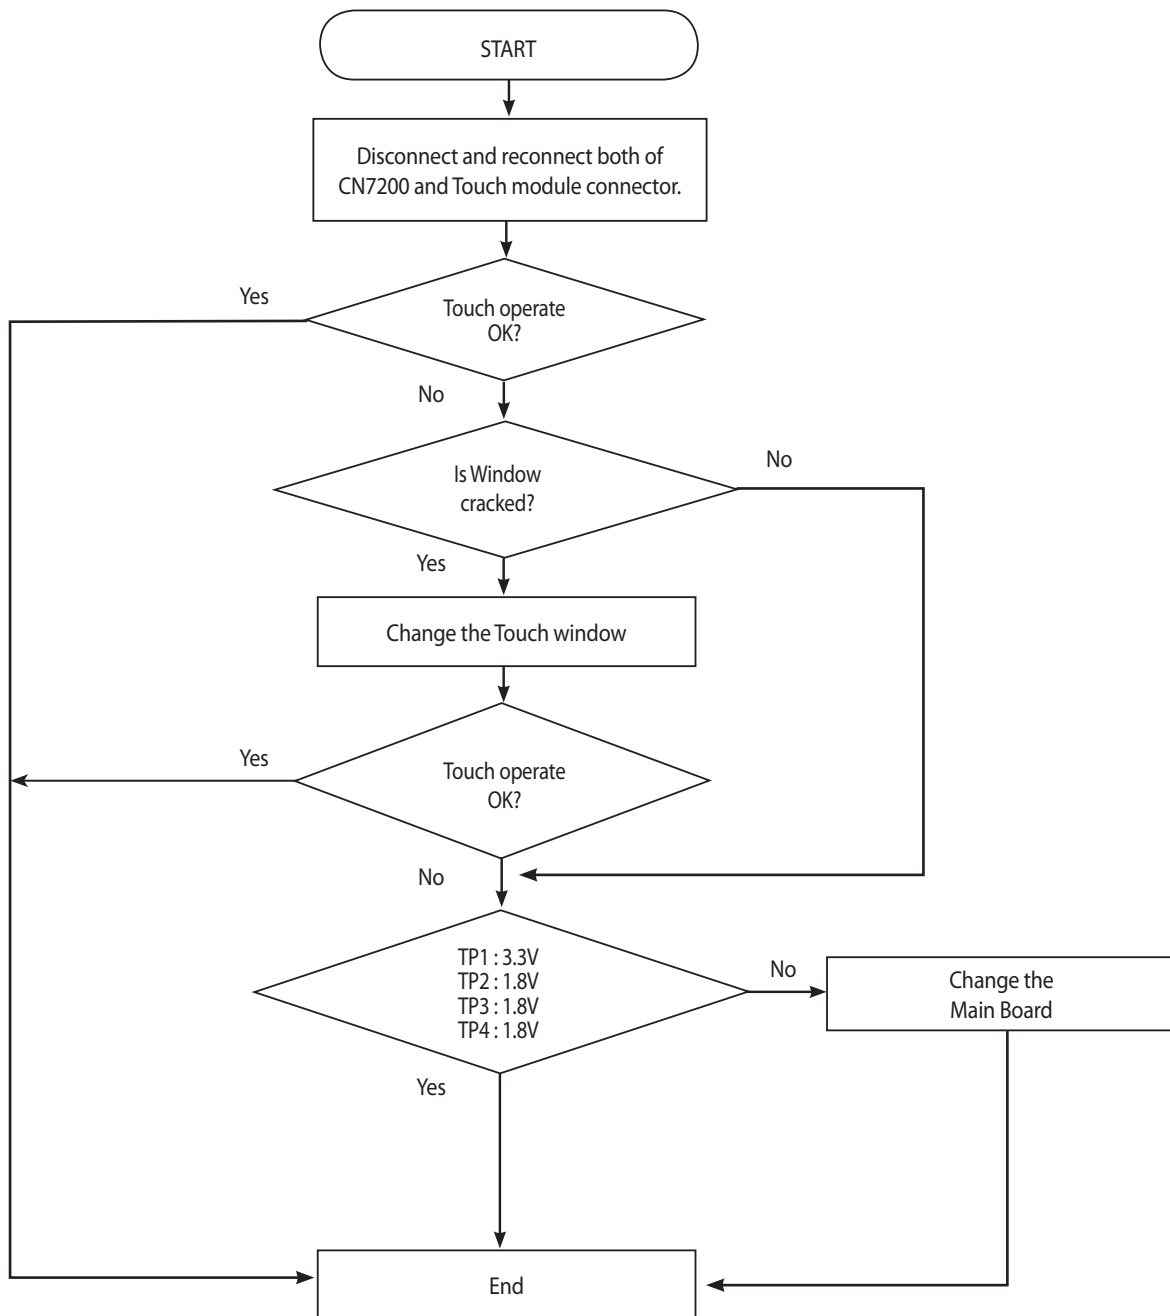 START
Disconnect and reconnect both of
CN7200 and Touch module connector.
Yes
Touch operate
OK?
No
Is Window
cracked?
No
Yes
Change the Touch window
Yes
Touch operate
OK?
No
TP1 : 3.3V
TP2 : 1.8V
TP3 : 1.8V
TP4 : 1.8V
No
Change the
Main Board
Yes
End